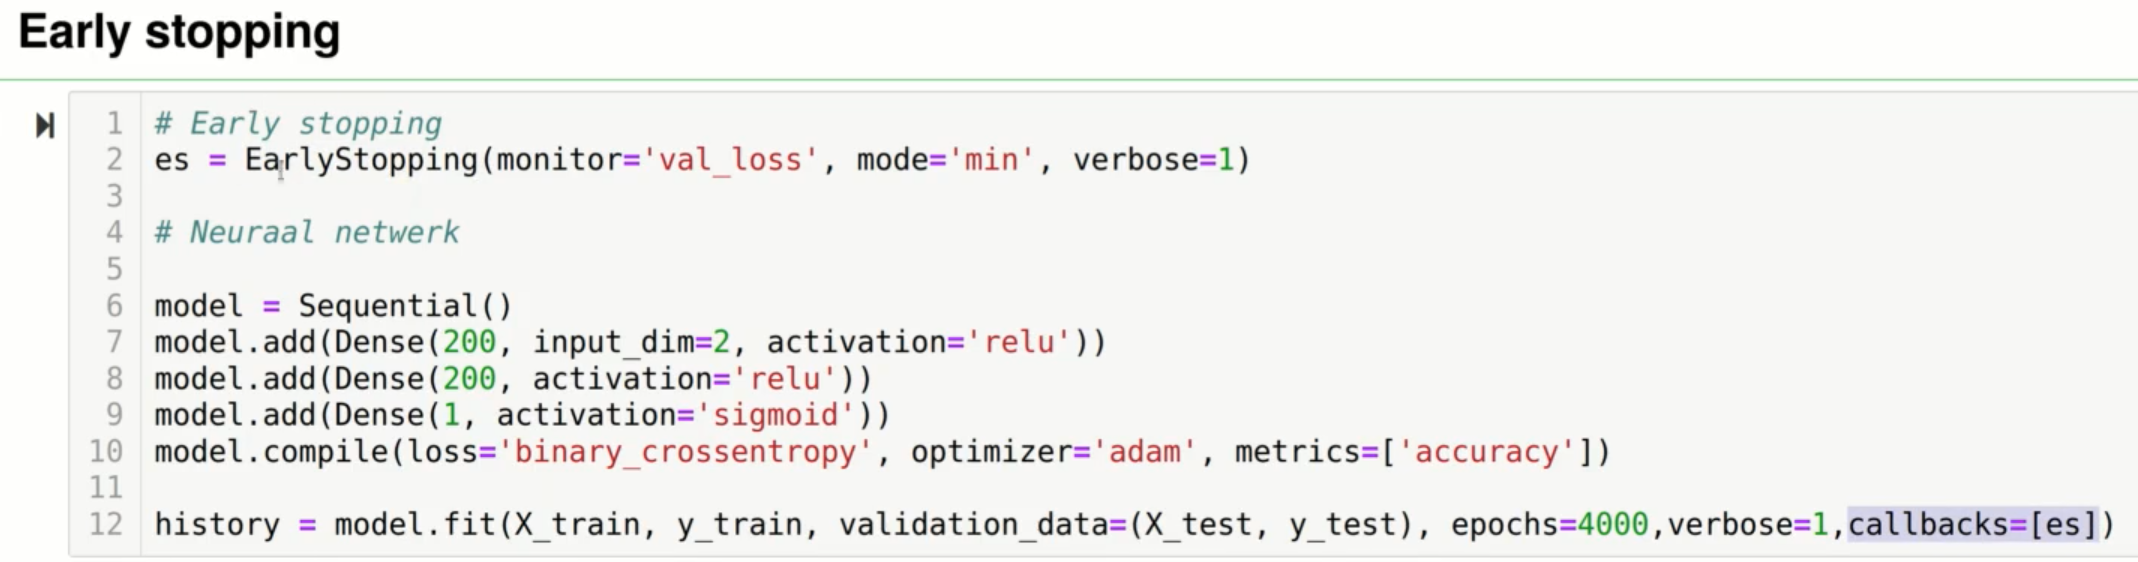 Early stopping
1 # Early stopping
2 es = EarlyStopping(monitor='val_loss', mode='min', verbose=1)
3
4 # Neuraal netwerk
5
6 model = Sequential()
7 model.add(Dense(200, input_dim=2, activation='relu'))
8 model.add(Dense(200, activation='relu'))
9 model.add(Dense(1, activation='sigmoid'))
10 model.compile(loss='binary_crossentropy', optimizer='adam', metrics=['accuracy'])
11
12 history = model.fit(X_train, y_train, validation_data=(X_test, y_test), epochs=4000,verbose=1,callbacks=[es])